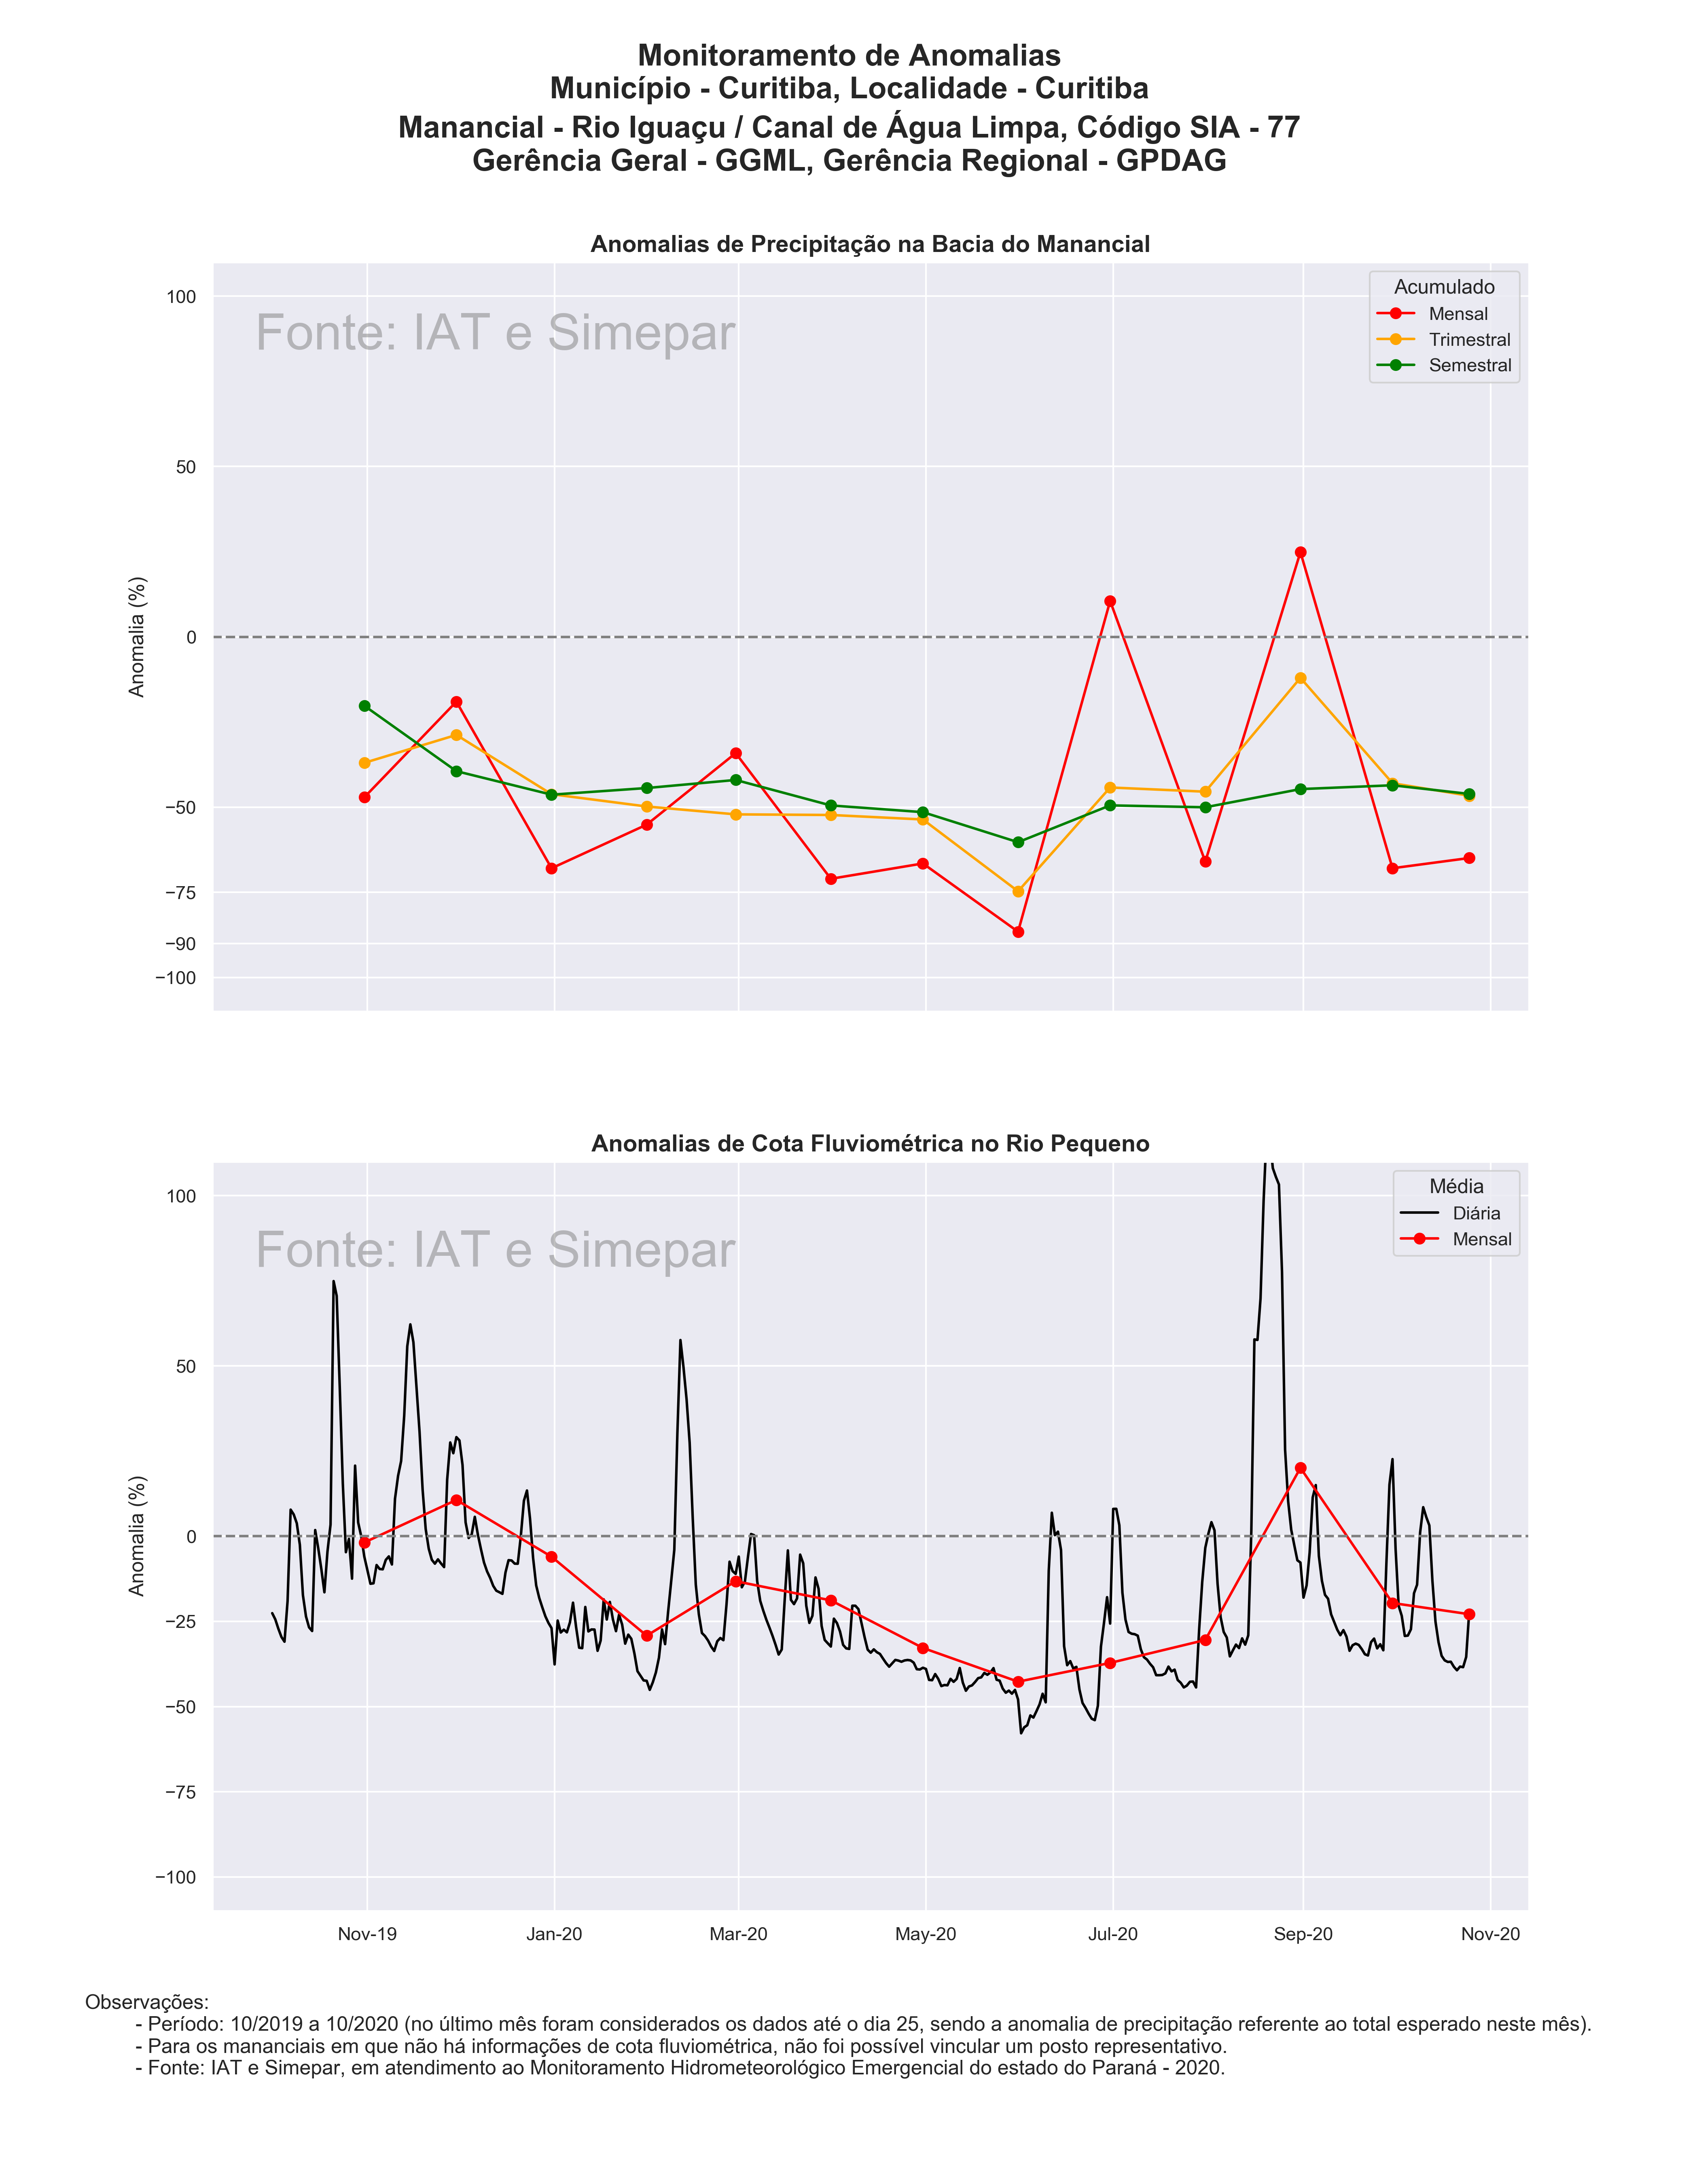 Monitoramento de Anomalias
Município - Curitiba, Localidade - Curitiba
Manancial - Rio Iguaçu / Canal de Água Limpa, Código SIA - 77
Gerência Geral - GGML, Gerência Regional - GPDAG
Anomalias de Precipitação na Bacia do Manancial
Fonte: IAT e Simepar
Acumulado
Mensal
Trimestral
Semestral
Anomalia (%)
100
50
0
−50
−75
−90
−100
Anomalias de Cota Fluviométrica no Rio Pequeno
Fonte: IAT e Simepar
Média
Diária
Mensal
Anomalia (%)
100
50
0
−25
−50
−75
−100
Nov-19 Jan-20 Mar-20 May-20 Jul-20 Sep-20 Nov-20
Observações:
- Período: 10/2019 a 10/2020 (no último mês foram considerados os dados até o dia 25, sendo a anomalia de precipitação referente ao total esperado neste mês).
- Para os mananciais em que não há informações de cota fluviométrica, não foi possível vincular um posto representativo.
- Fonte: IAT e Simepar, em atendimento ao Monitoramento Hidrometeorológico Emergencial do estado do Paraná - 2020.